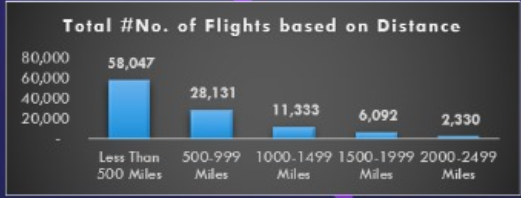 Total #No. of Flights based on Distance
80,000
60,000
40,000
20,000
-
58,047
28,131
11,333
6,092
2,330
Less Than
500 Miles
500-999
Miles
1000-1499
Miles
1500-1999
Miles
2000-2499
Miles